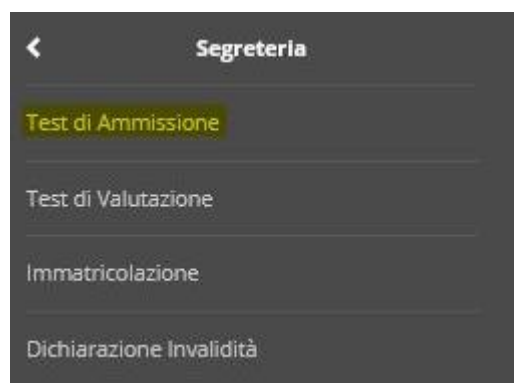 Segreteria
Test di Ammissione
Test di Valutazione
Immatricolazione
Dichiarazione Invalidità